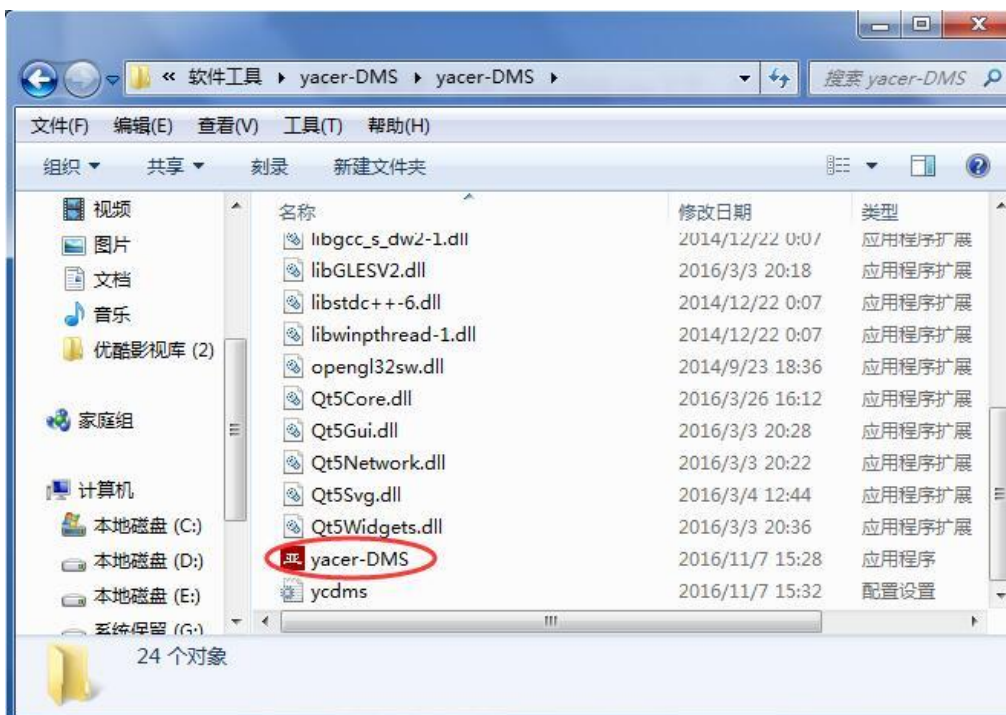 « 软件工具 ▸ yacer-DMS ▸ yacer-DMS ▸ 搜索 yacer-DMS
文件(F) 编辑(E) 查看(V) 工具(T) 帮助(H)
组织 共享 刻录 新建文件夹
视频
图片
文档
音乐
优酷影视库 (2)
家庭组
计算机
本地磁盘 (C:)
本地磁盘 (D:)
本地磁盘 (E:)
系统保留 (G:)
名称 修改日期 类型
libgcc_s_dw2-1.dll 2014/12/22 0:07 应用程序扩展
libGLESV2.dll 2016/3/3 20:18 应用程序扩展
libstdc++-6.dll 2014/12/22 0:07 应用程序扩展
libwinpthread-1.dll 2014/12/22 0:07 应用程序扩展
opengl32sw.dll 2014/9/23 18:36 应用程序扩展
Qt5Core.dll 2016/3/26 16:12 应用程序扩展
Qt5Gui.dll 2016/3/3 20:28 应用程序扩展
Qt5Network.dll 2016/3/3 20:22 应用程序扩展
Qt5Svg.dll 2016/3/4 12:44 应用程序扩展
Qt5Widgets.dll 2016/3/3 20:36 应用程序扩展
yacer-DMS 2016/11/7 15:28 应用程序
ycdms 2016/11/7 15:32 配置设置
24 个对象